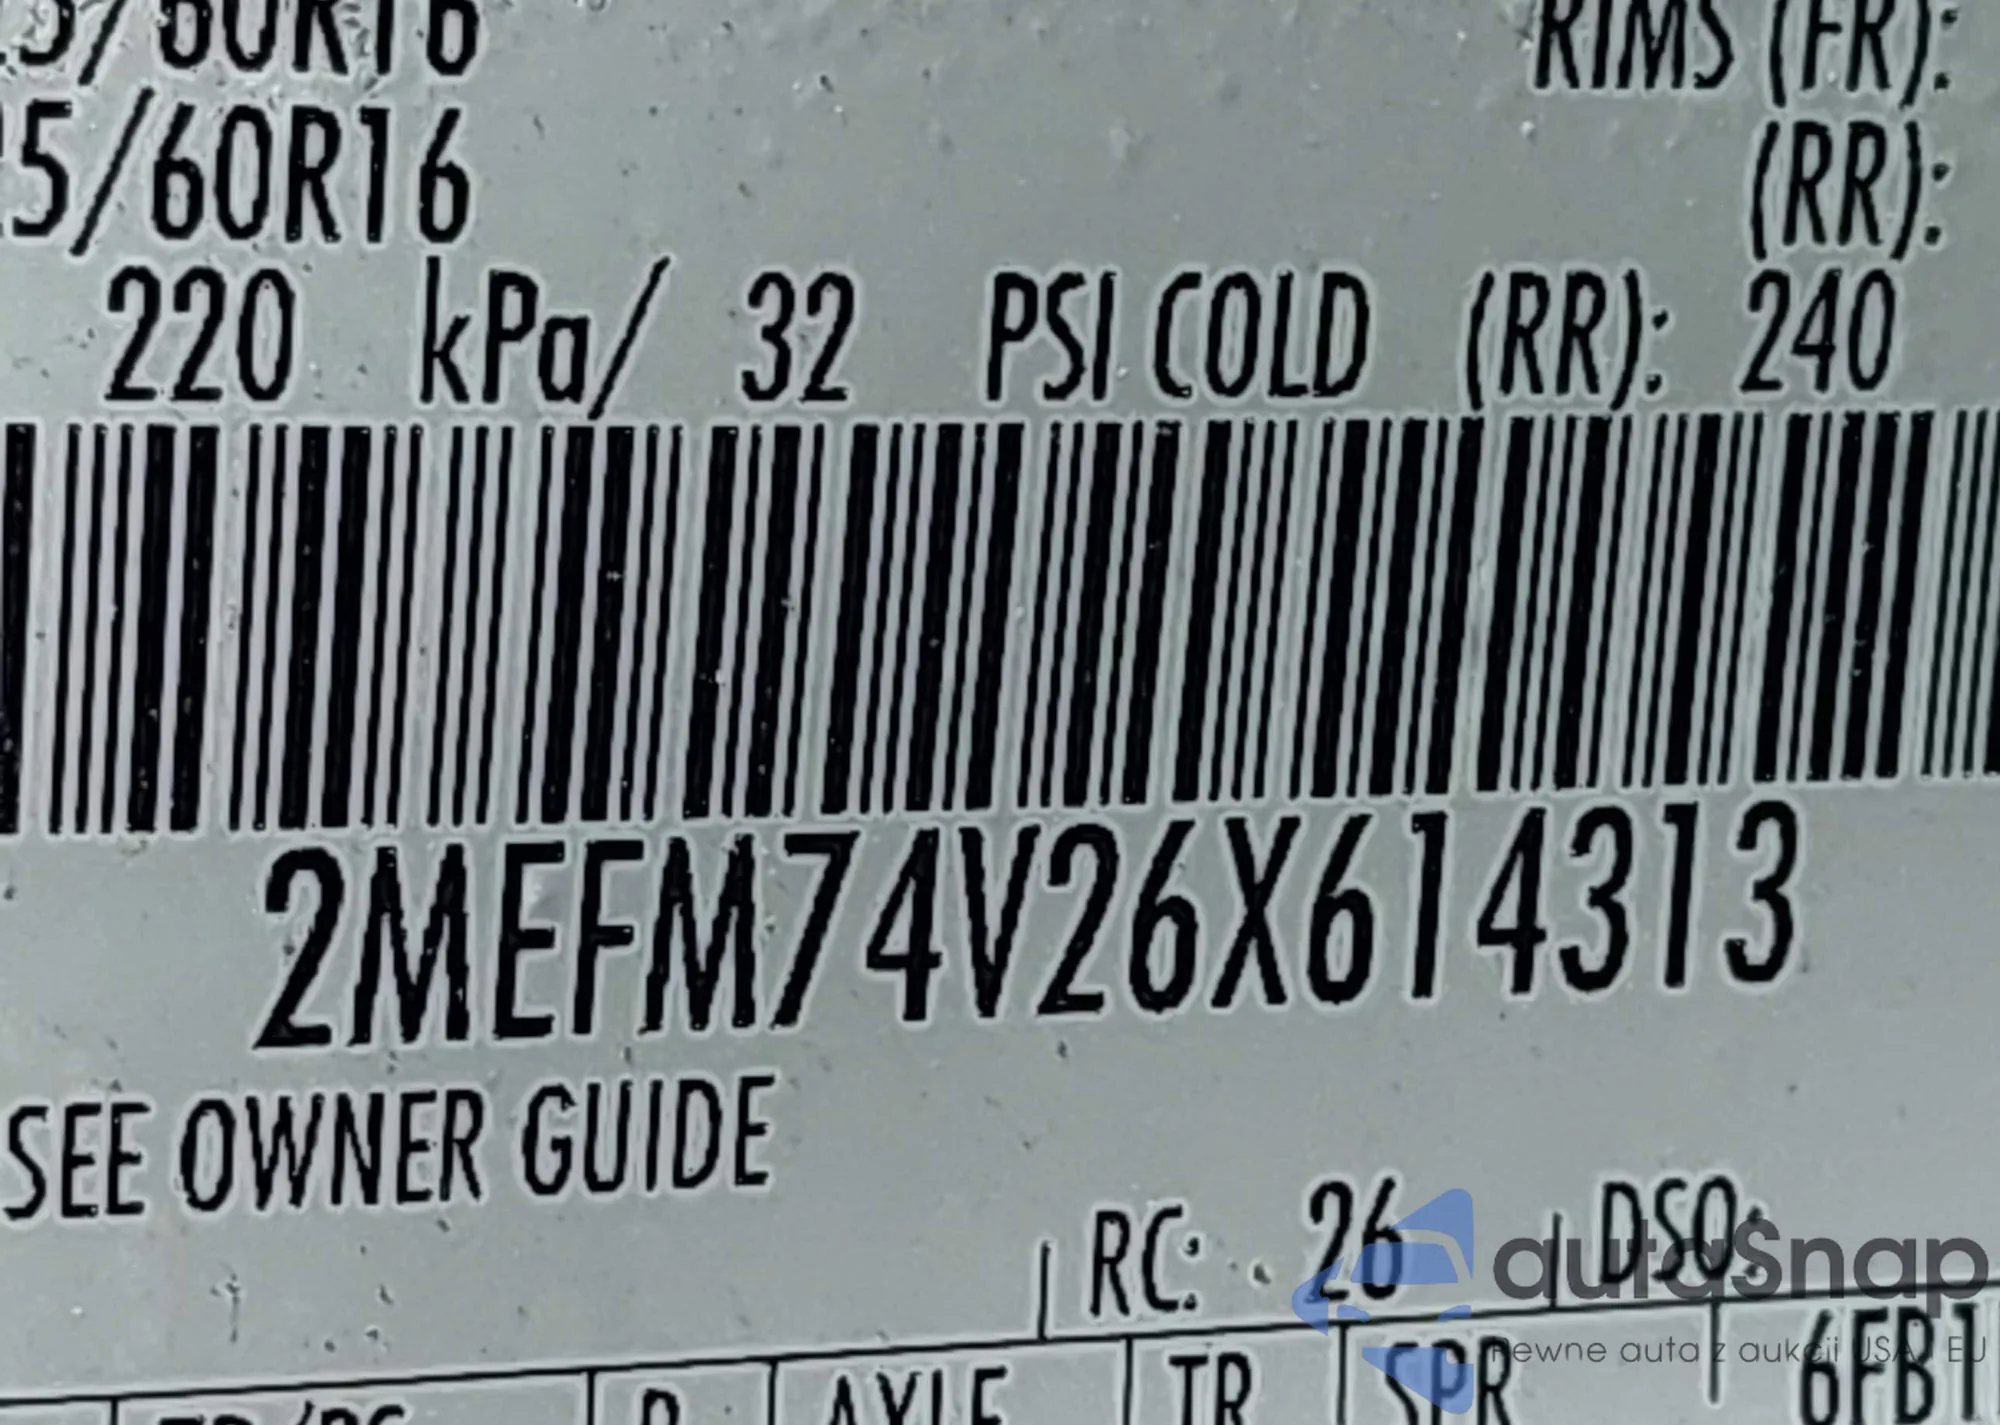 5/60R16 RIMS (FR):
5/60R16 (RR):
220 kPa/ 32 PSI COLD (RR): 240
2MEFM74V26X614313
SEE OWNER GUIDE
RC: 26 DSO:
autaSnap
Pewne auta z aukcji USA i EU
AXLE TR SPR 6FB1